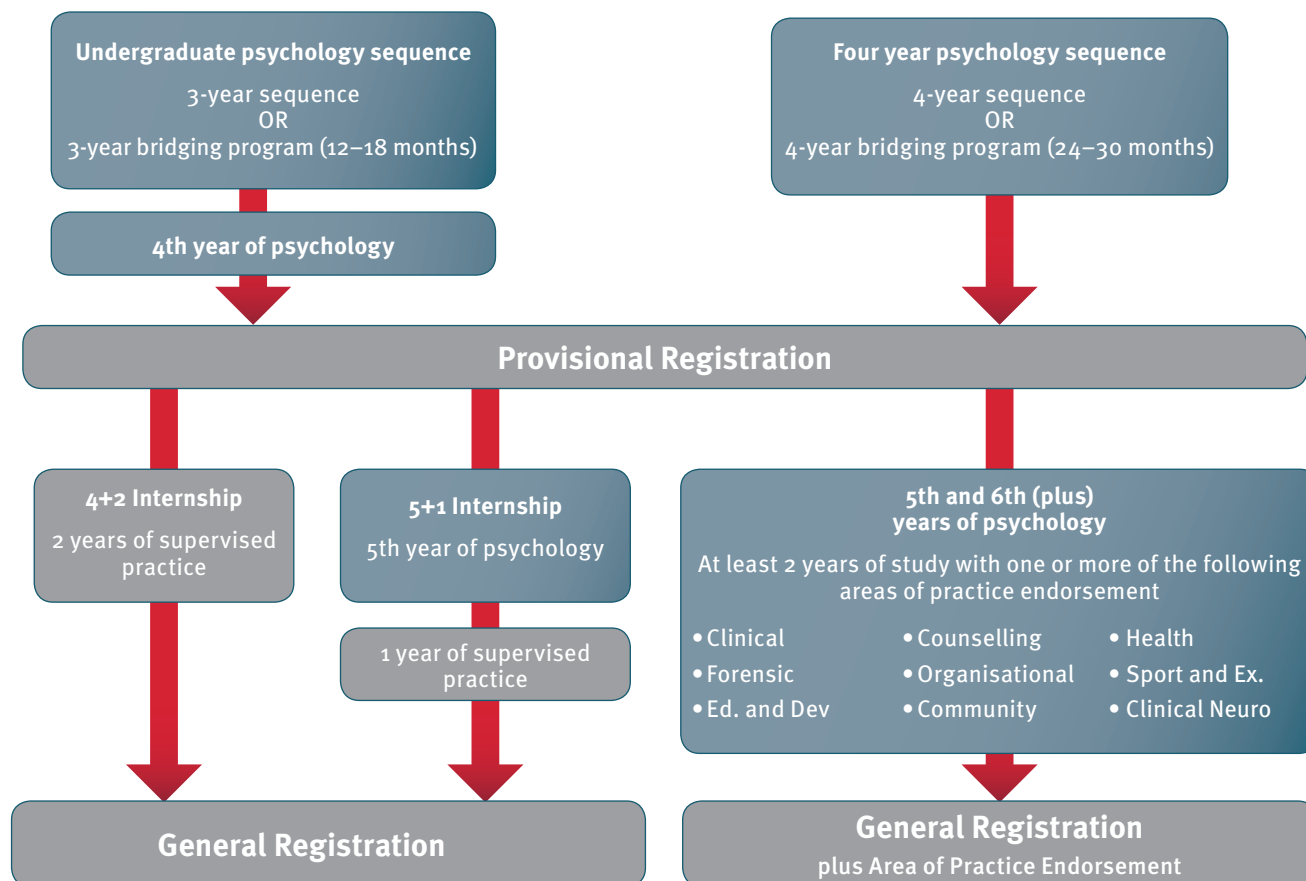 Undergraduate psychology sequence
3-year sequence
OR
3-year bridging program (12–18 months)
Four year psychology sequence
4-year sequence
OR
4-year bridging program (24–30 months)
4th year of psychology
Provisional Registration
4+2 Internship
2 years of supervised
practice
5+1 Internship
5th year of psychology
1 year of supervised
practice
5th and 6th (plus)
years of psychology
At least 2 years of study with one or more of the following
areas of practice endorsement
• Clinical
• Forensic
• Ed. and Dev
• Counselling
• Organisational
• Community
• Health
• Sport and Ex.
• Clinical Neuro
General Registration
General Registration
plus Area of Practice Endorsement